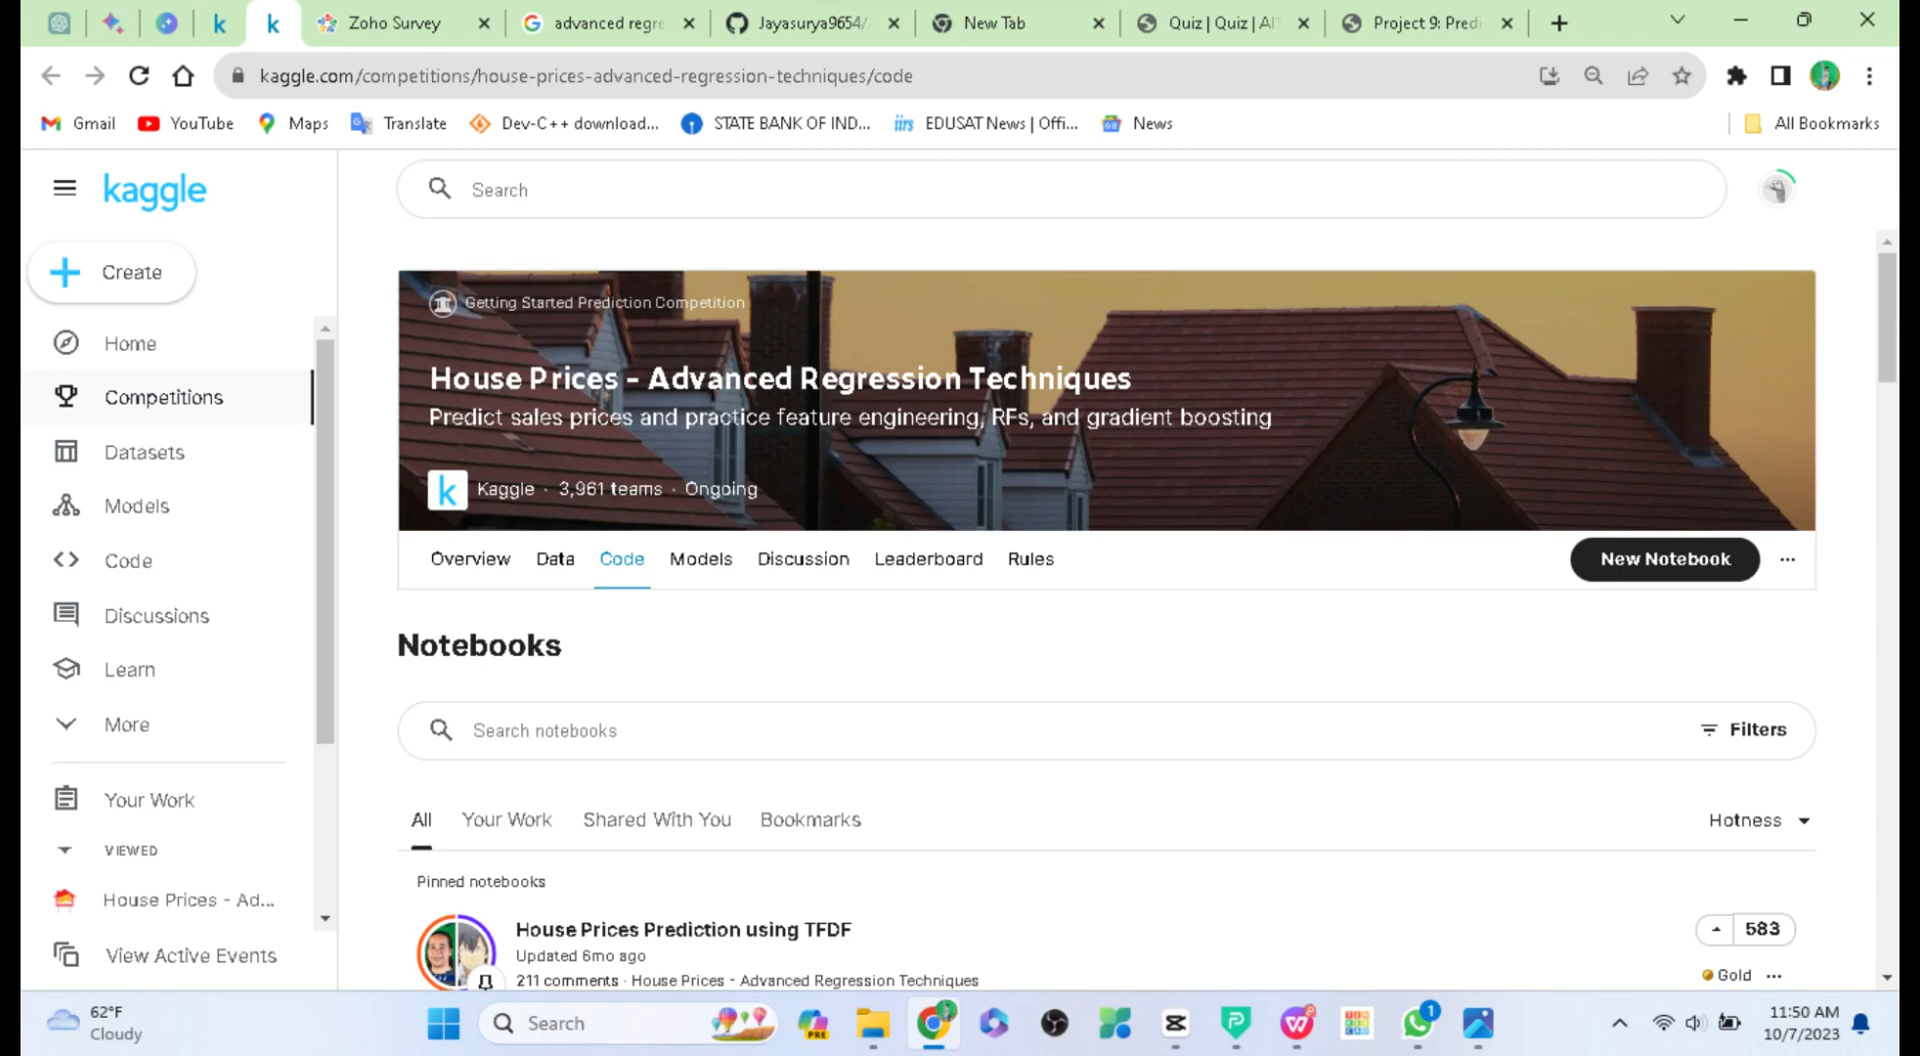 Zoho Survey
advanced regre
Jayasurya9654/
New Tab
Quiz | Quiz | AI
Project 9: Predi
kaggle.com/competitions/house-prices-advanced-regression-techniques/code
Gmail
YouTube
Maps
Translate
Dev-C++ download...
STATE BANK OF IND...
iirs
EDUSAT News | Offi...
News
All Bookmarks
kaggle
Search
Create
Home
Competitions
Datasets
Models
Code
Discussions
Learn
More
Your Work
VIEWED
House Prices - Ad...
View Active Events
Getting Started Prediction Competition
House Prices - Advanced Regression Techniques
Predict sales prices and practice feature engineering, RFs, and gradient boosting
Kaggle · 3,961 teams · Ongoing
Overview Data Code Models Discussion Leaderboard Rules
New Notebook
Notebooks
Search notebooks
Filters
All Your Work Shared With You Bookmarks
Hotness
Pinned notebooks
House Prices Prediction using TFDF
583
Updated 6mo ago
211 comments · House Prices - Advanced Regression Techniques
Gold
62°F
Cloudy
Search
PRE
1
11:50 AM
10/7/2023